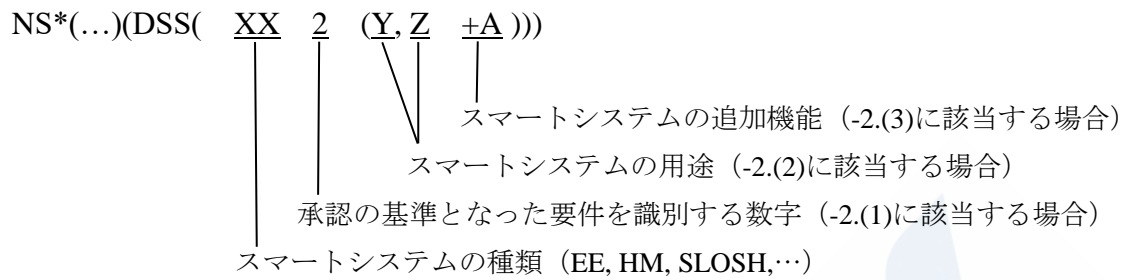 NS*(…)(DSS( XX 2 (Y, Z +A )))
スマートシステムの追加機能（-2.(3)に該当する場合）
スマートシステムの用途（-2.(2)に該当する場合）
承認の基準となった要件を識別する数字（-2.(1)に該当する場合）
スマートシステムの種類（EE, HM, SLOSH,…）